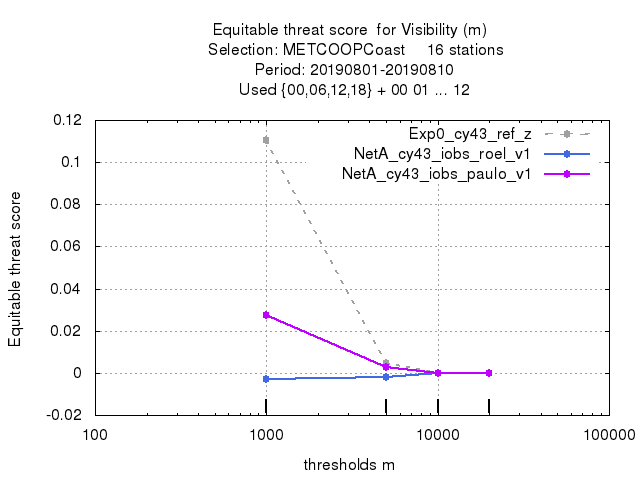 Equitable threat score  for Visibility (m)
Selection: METCOOPCoast     16 stations
Period: 20190801-20190810
Used {00,06,12,18} + 00 01 ... 12
Exp0_cy43_ref_z
NetA_cy43_iobs_roel_v1
NetA_cy43_iobs_paulo_v1
0.12
0.1
0.08
0.06
0.04
0.02
0
-0.02
Equitable threat score
100
1000
10000
100000
thresholds m